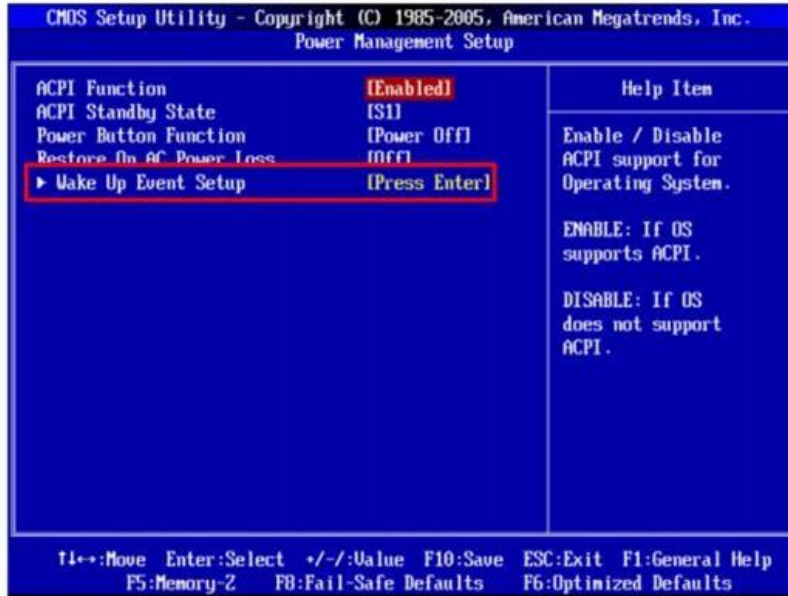 CMOS Setup Utility - Copyright (C) 1985-2005, American Megatrends, Inc.
Power Management Setup
ACPI Function [Enabled] Help Item
ACPI Standby State [S1]
Power Button Function [Power Off] Enable / Disable
Restore On AC Power Loss [Off] ACPI support for
▶ Wake Up Event Setup [Press Enter] Operating System.
ENABLE: If OS
supports ACPI.
DISABLE: If OS
does not support
ACPI.
↑↓↔:Move Enter:Select +/-/:Value F10:Save ESC:Exit F1:General Help
F5:Memory-Z F8:Fail-Safe Defaults F6:Optimized Defaults